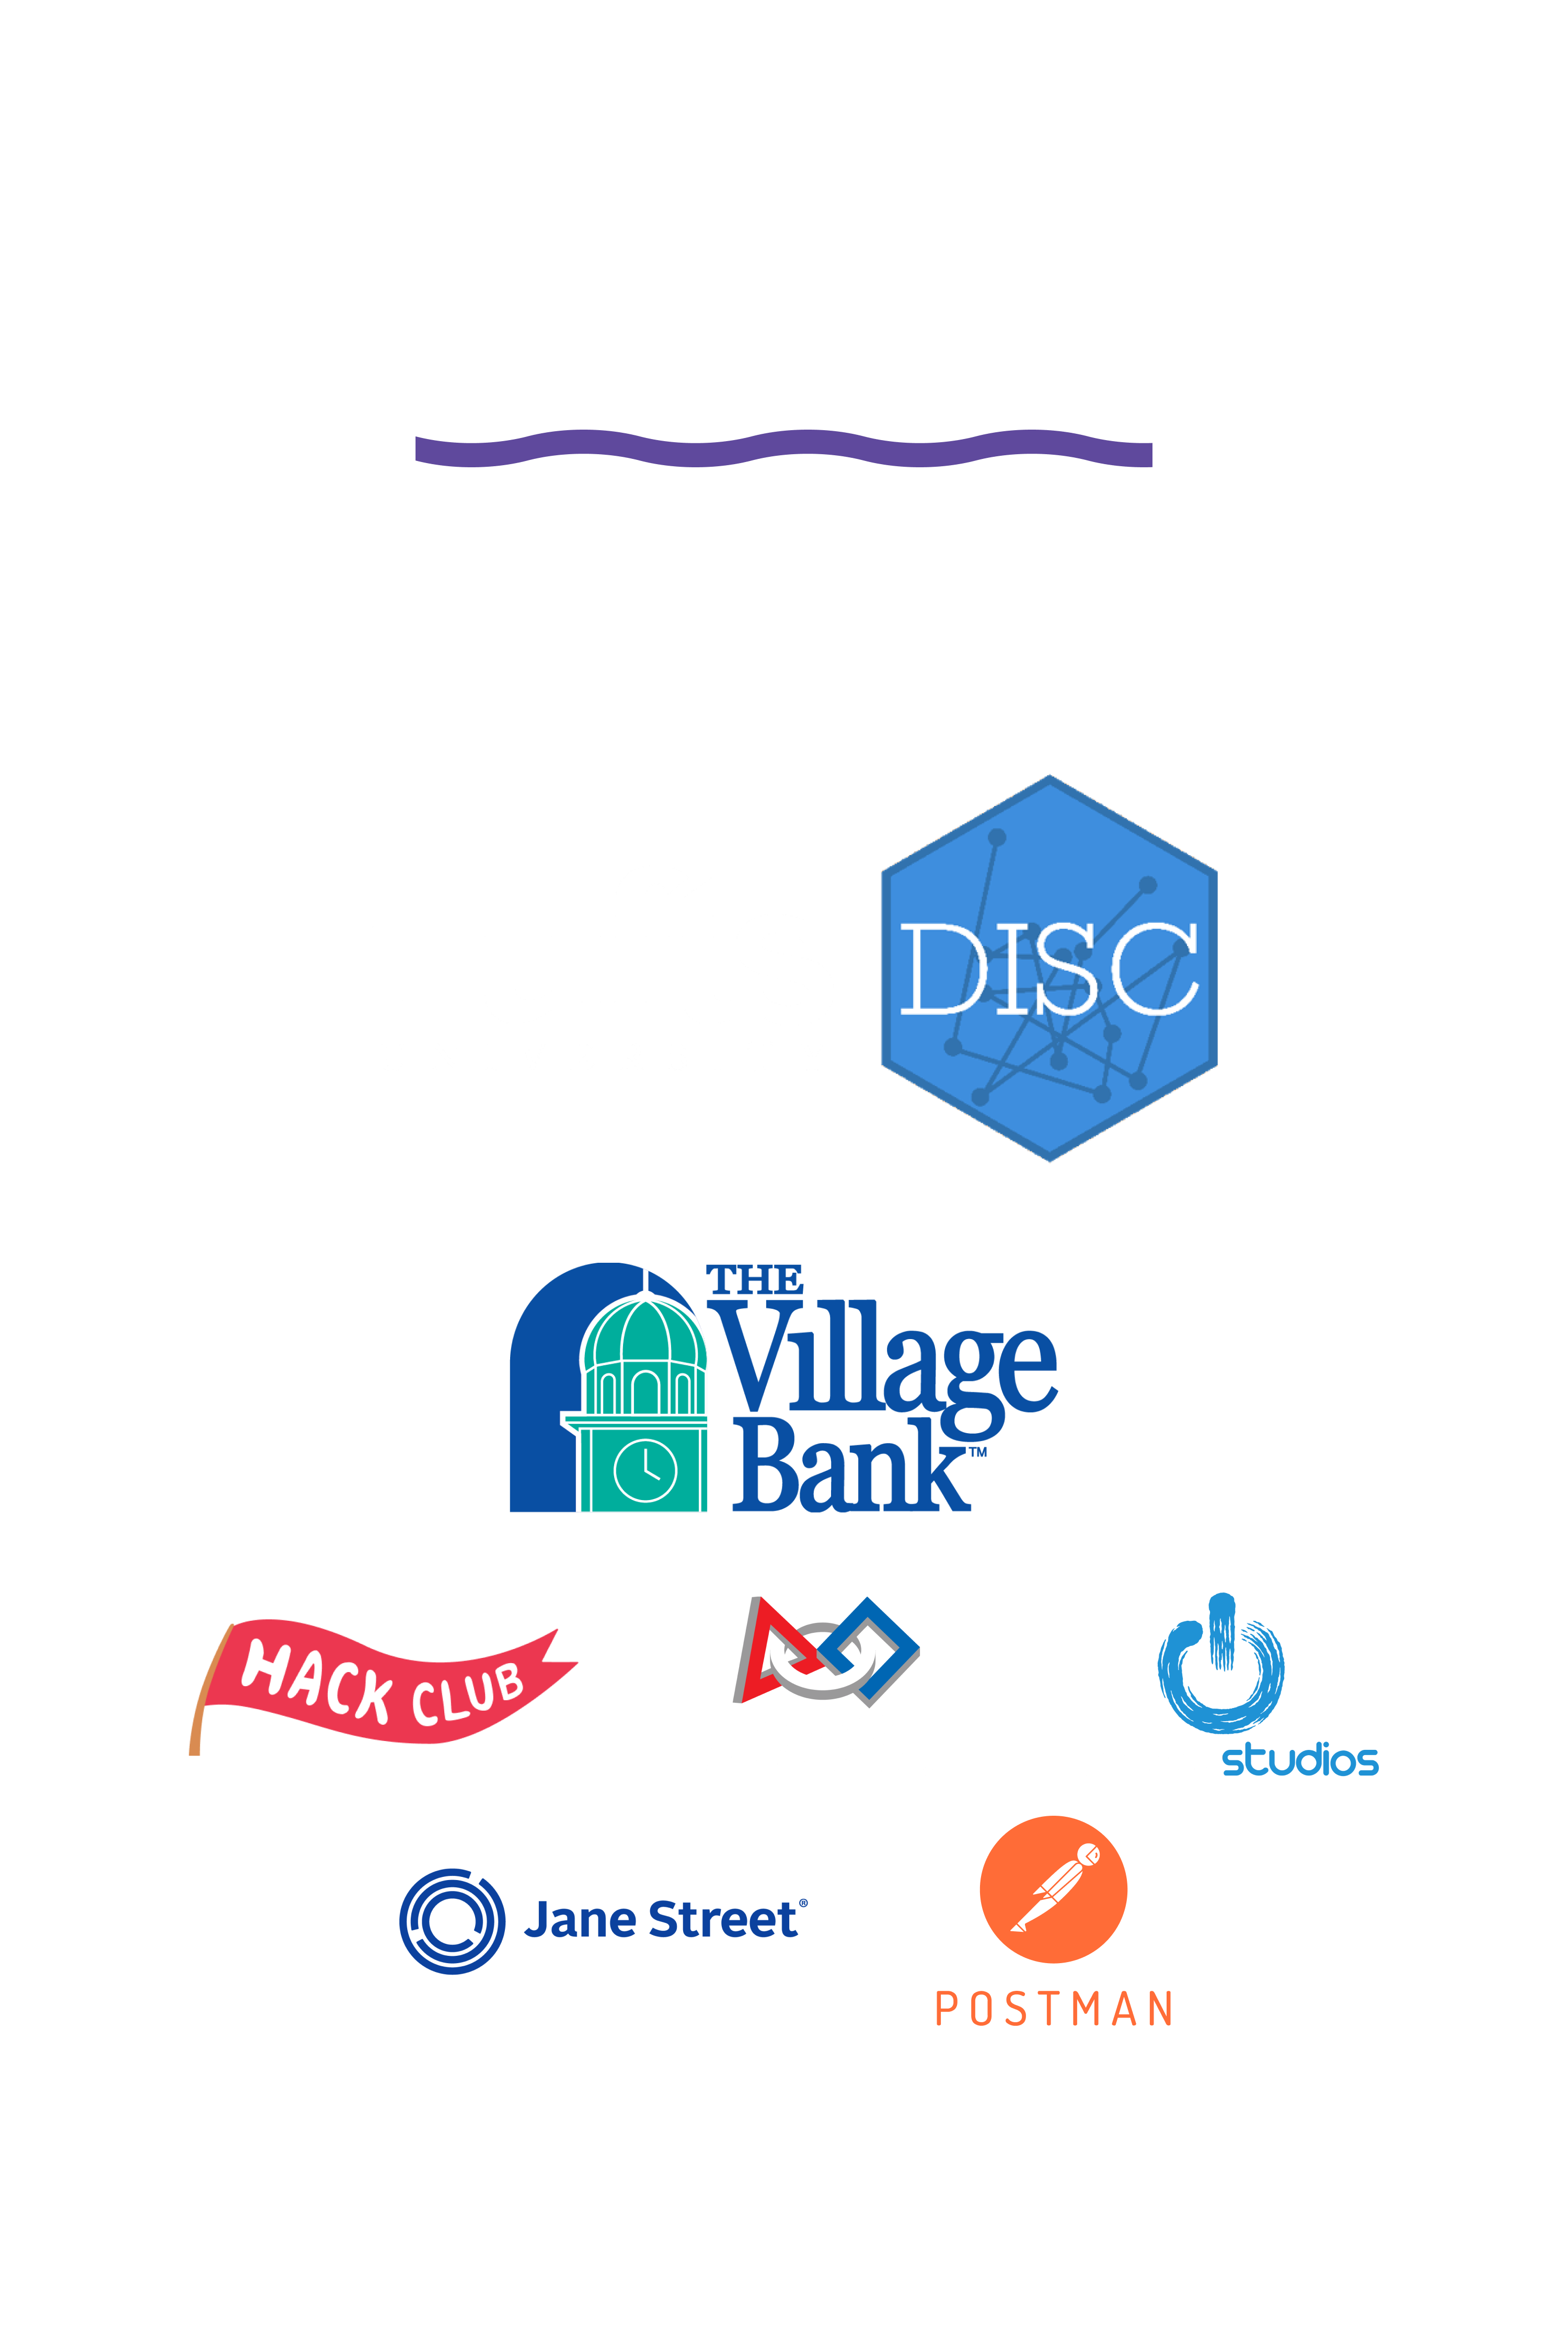 DISC
THE
Village
Bank™
HACK CLUB
studios
Jane Street®
POSTMAN